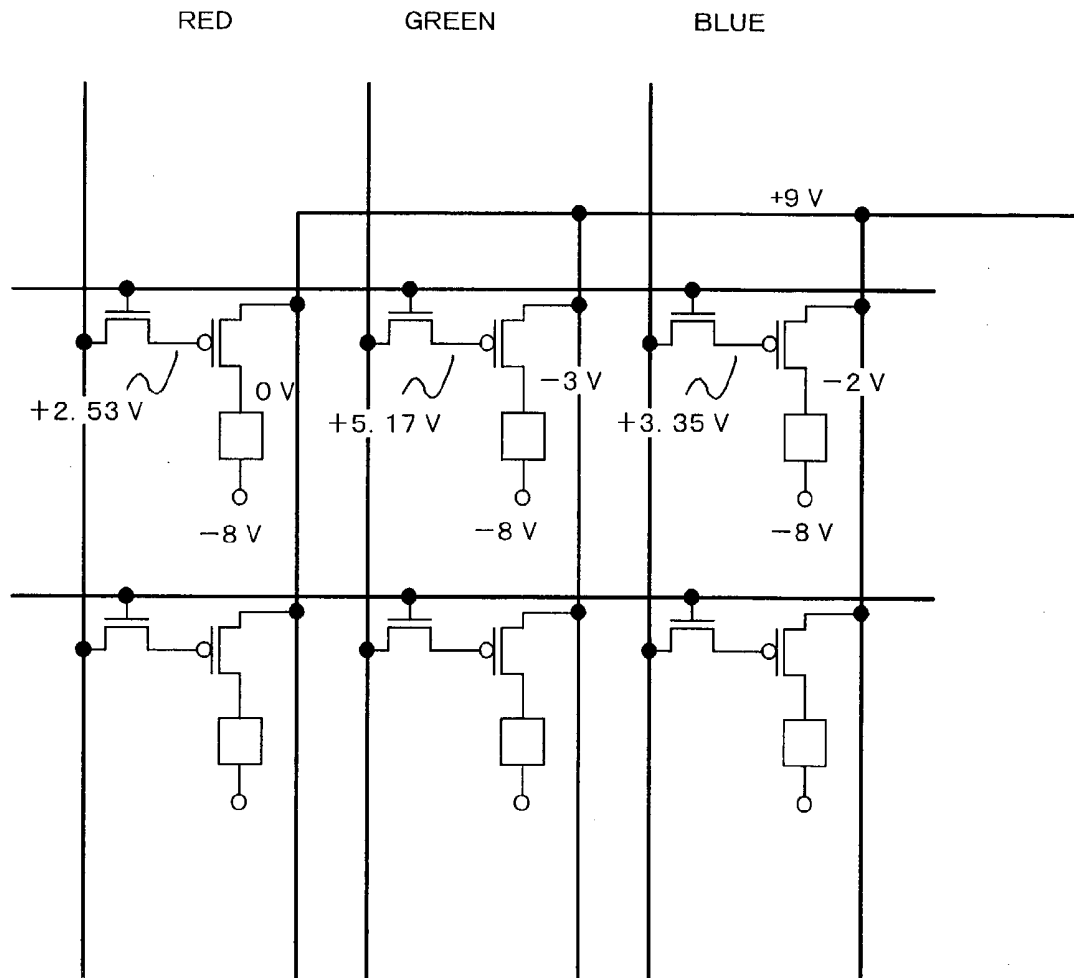 RED GREEN BLUE
+9 V
0 V -3 V -2 V
+2. 53 V +5. 17 V +3. 35 V
-8 V -8 V -8 V